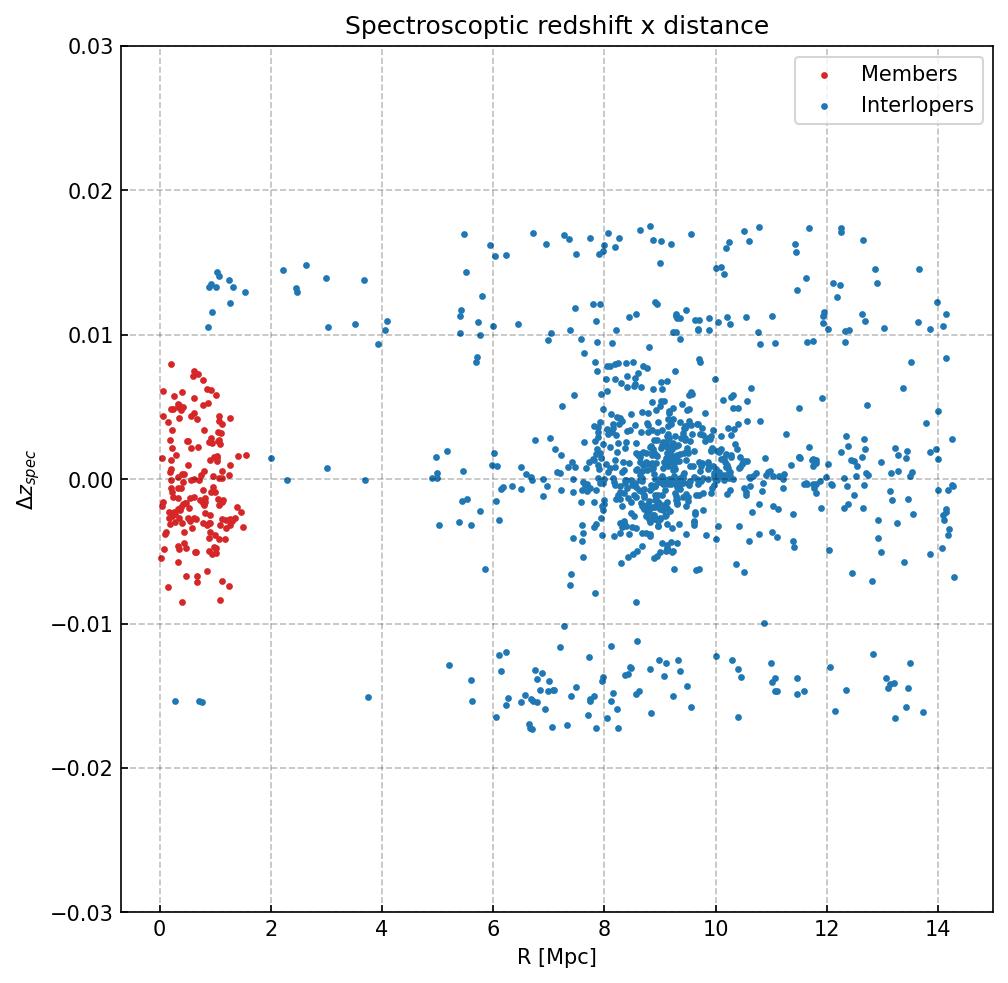 Spectroscoptic redshift x distance
Members
Interlopers
0.03
0.02
0.01
0.00
−0.01
−0.02
−0.03
Δz_spec
0 2 4 6 8 10 12 14
R [Mpc]